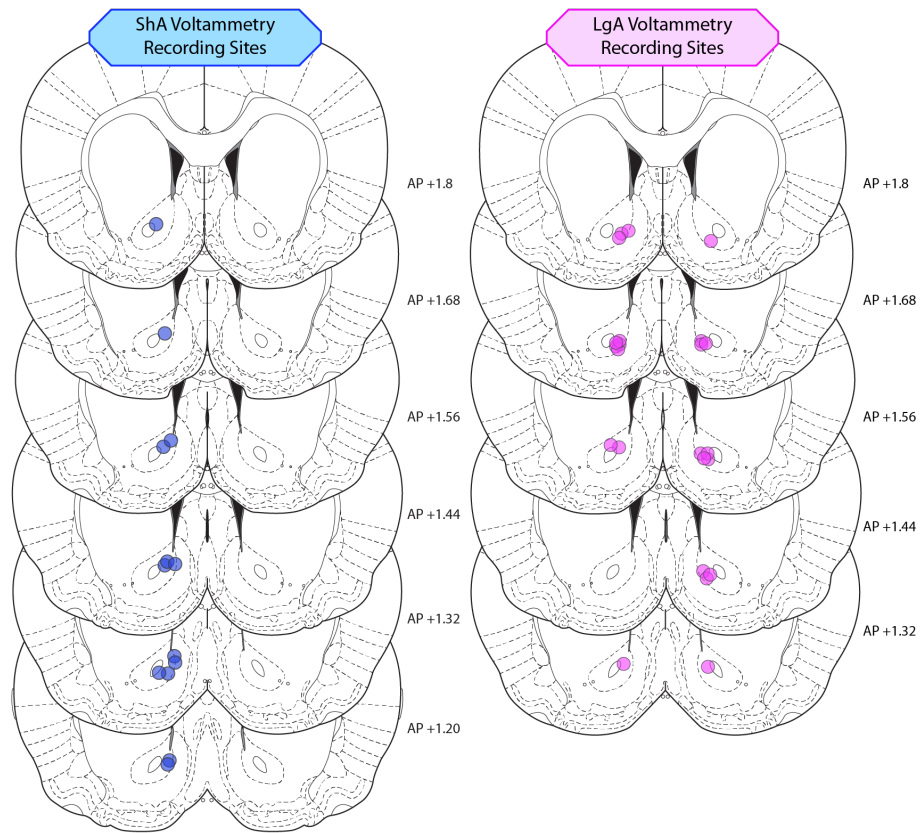 ShA Voltammetry
Recording Sites
AP +1.8
AP +1.68
AP +1.56
AP +1.44
AP +1.32
AP +1.20
LgA Voltammetry
Recording Sites
AP +1.8
AP +1.68
AP +1.56
AP +1.44
AP +1.32